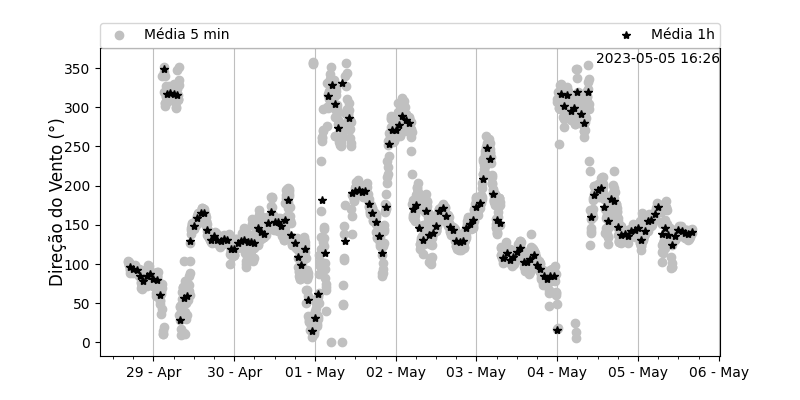 Média 5 min
Média 1h
2023-05-05 16:26
Direção do Vento (°)
350
300
250
200
150
100
50
0
29 - Apr
30 - Apr
01 - May
02 - May
03 - May
04 - May
05 - May
06 - May